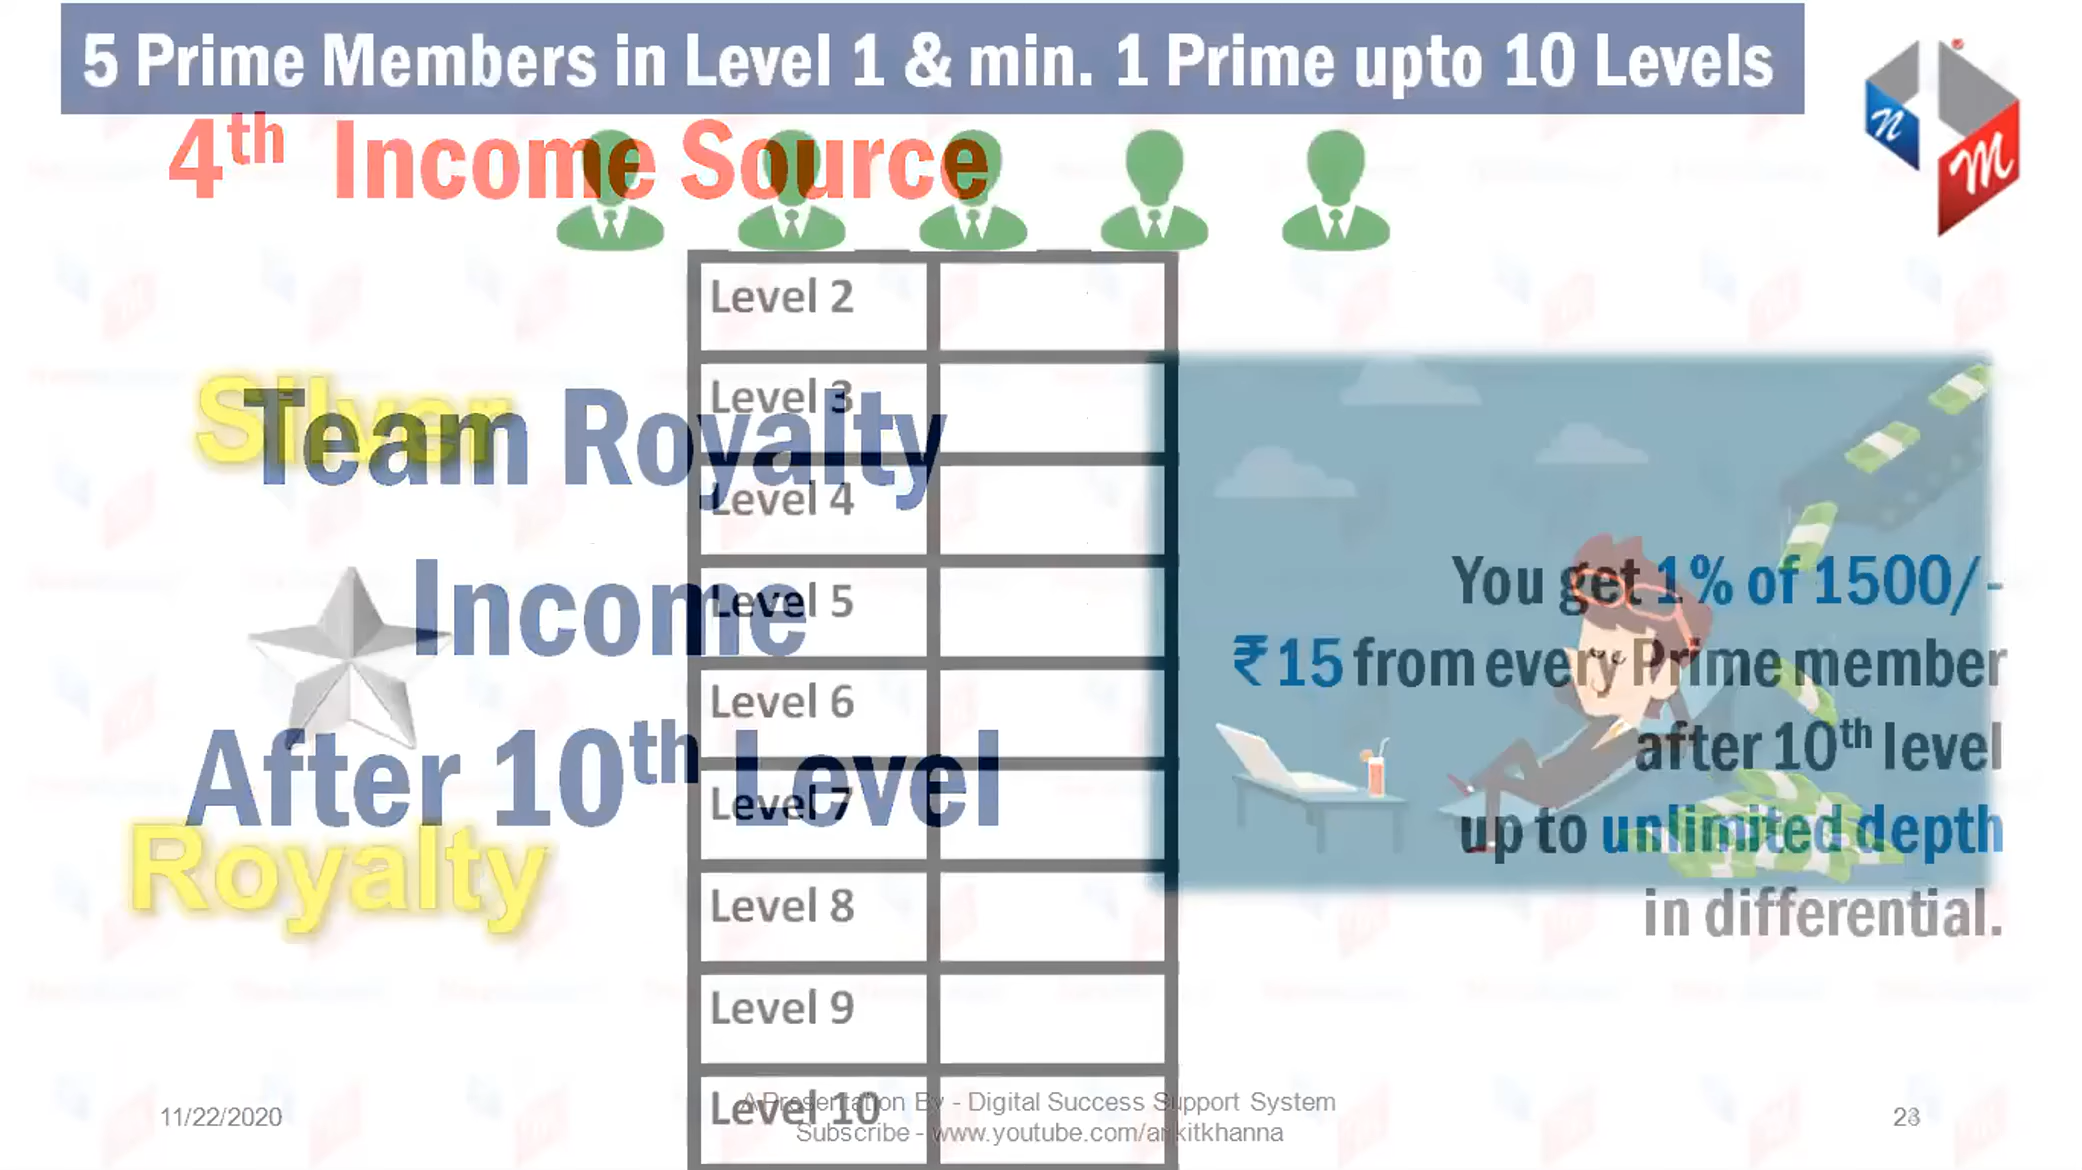 5 Prime Members in Level 1 & min. 1 Prime upto 10 Levels
4th Income Source
n
m
Level 2
Level 3
Silver
Team Royalty
Level 4
Income
Level 5
Level 6
After 10th Level
Level 7
Royalty
Level 8
Level 9
Level 10
You get 1% of 1500/-
₹15 from every Prime member
after 10th level
up to unlimited depth
in differential.
11/22/2020
A Presentation By - Digital Success Support System
Subscribe - www.youtube.com/ankitkhanna